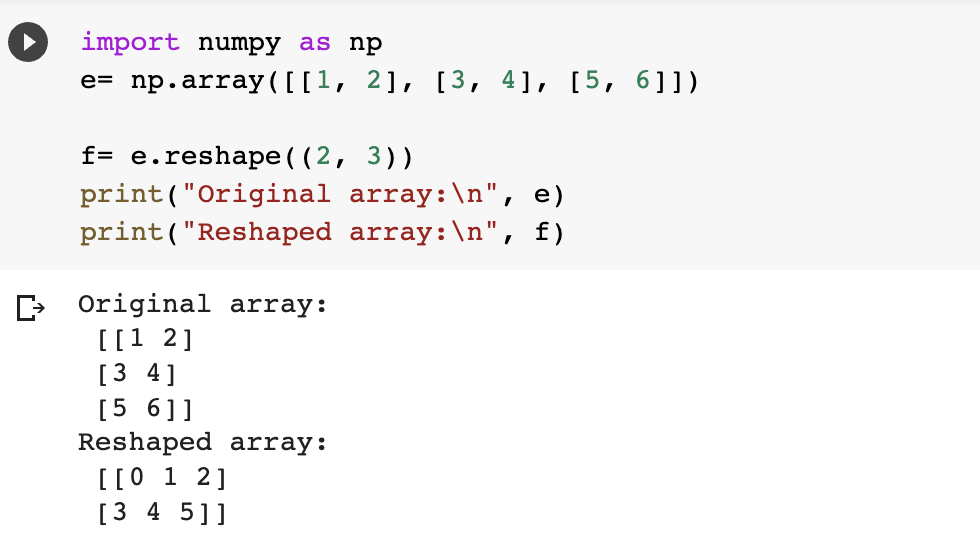 import numpy as np
e= np.array([[1, 2], [3, 4], [5, 6]])
f= e.reshape((2, 3))
print("Original array:\n", e)
print("Reshaped array:\n", f)
Original array:
[[1 2]
[3 4]
[5 6]]
Reshaped array:
[[0 1 2]
[3 4 5]]